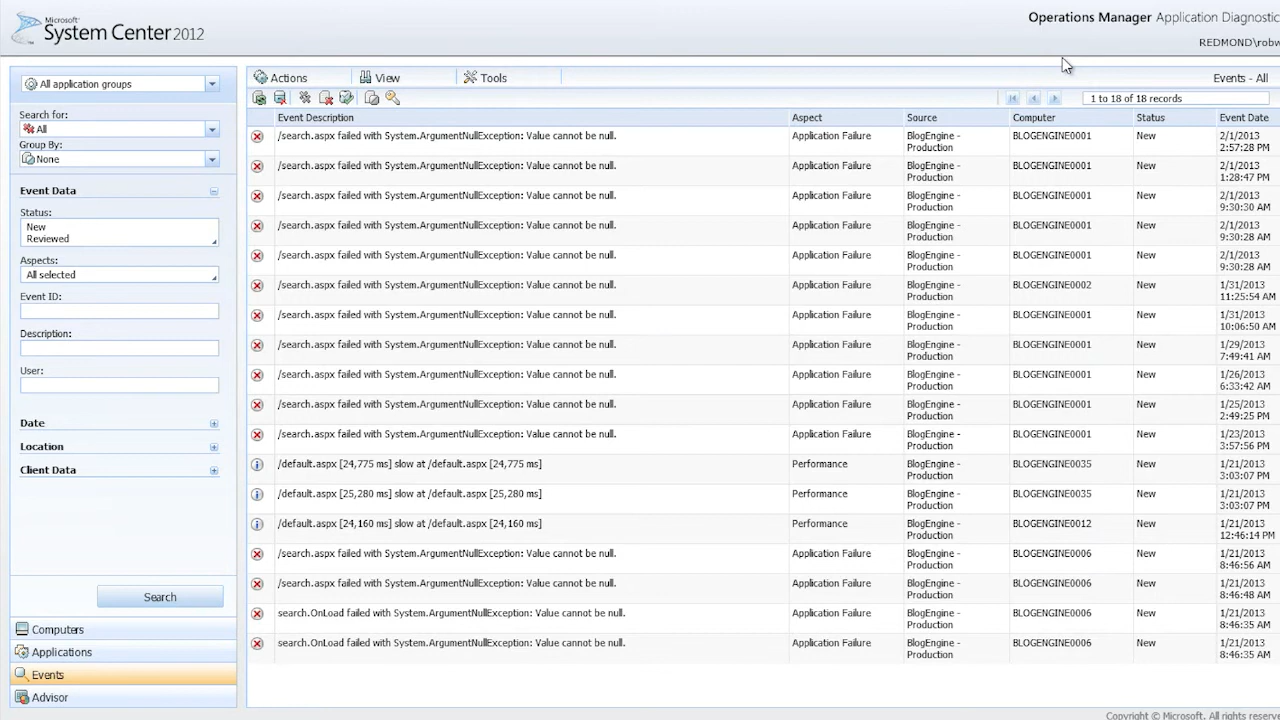 Microsoft
System Center 2012
Operations Manager Application Diagnostic
REDMOND\robw
All application groups
Search for:
All
Group By:
None
Event Data
Status:
New
Reviewed
Aspects:
All selected
Event ID:
Description:
User:
Date
Location
Client Data
Search
Computers
Applications
Events
Advisor
Actions View Tools Events - All
1 to 18 of 18 records
Event Description Aspect Source Computer Status Event Date
/search.aspx failed with System.ArgumentNullException: Value cannot be null. Application Failure BlogEngine - BLOGENGINE0001 New 2/1/2013
Production 2:57:28 PM
/search.aspx failed with System.ArgumentNullException: Value cannot be null. Application Failure BlogEngine - BLOGENGINE0001 New 2/1/2013
Production 1:28:47 PM
/search.aspx failed with System.ArgumentNullException: Value cannot be null. Application Failure BlogEngine - BLOGENGINE0001 New 2/1/2013
Production 9:30:30 AM
/search.aspx failed with System.ArgumentNullException: Value cannot be null. Application Failure BlogEngine - BLOGENGINE0001 New 2/1/2013
Production 9:30:28 AM
/search.aspx failed with System.ArgumentNullException: Value cannot be null. Application Failure BlogEngine - BLOGENGINE0001 New 2/1/2013
Production 9:30:28 AM
/search.aspx failed with System.ArgumentNullException: Value cannot be null. Application Failure BlogEngine - BLOGENGINE0002 New 1/31/2013
Production 11:25:54 AM
/search.aspx failed with System.ArgumentNullException: Value cannot be null. Application Failure BlogEngine - BLOGENGINE0001 New 1/31/2013
Production 10:06:50 AM
/search.aspx failed with System.ArgumentNullException: Value cannot be null. Application Failure BlogEngine - BLOGENGINE0001 New 1/29/2013
Production 7:49:41 AM
/search.aspx failed with System.ArgumentNullException: Value cannot be null. Application Failure BlogEngine - BLOGENGINE0001 New 1/26/2013
Production 6:33:42 AM
/search.aspx failed with System.ArgumentNullException: Value cannot be null. Application Failure BlogEngine - BLOGENGINE0001 New 1/25/2013
Production 2:49:25 PM
/search.aspx failed with System.ArgumentNullException: Value cannot be null. Application Failure BlogEngine - BLOGENGINE0001 New 1/23/2013
Production 3:57:56 PM
/default.aspx [24,775 ms] slow at /default.aspx [24,775 ms] Performance BlogEngine - BLOGENGINE0035 New 1/21/2013
Production 3:03:07 PM
/default.aspx [25,280 ms] slow at /default.aspx [25,280 ms] Performance BlogEngine - BLOGENGINE0035 New 1/21/2013
Production 3:03:07 PM
/default.aspx [24,160 ms] slow at /default.aspx [24,160 ms] Performance BlogEngine - BLOGENGINE0012 New 1/21/2013
Production 12:46:14 PM
/search.aspx failed with System.ArgumentNullException: Value cannot be null. Application Failure BlogEngine - BLOGENGINE0006 New 1/21/2013
Production 8:46:56 AM
/search.aspx failed with System.ArgumentNullException: Value cannot be null. Application Failure BlogEngine - BLOGENGINE0006 New 1/21/2013
Production 8:46:48 AM
search.OnLoad failed with System.ArgumentNullException: Value cannot be null. Application Failure BlogEngine - BLOGENGINE0006 New 1/21/2013
Production 8:46:35 AM
search.OnLoad failed with System.ArgumentNullException: Value cannot be null. Application Failure BlogEngine - BLOGENGINE0006 New 1/21/2013
Production 8:46:35 AM
Copyright © Microsoft. All rights reserve